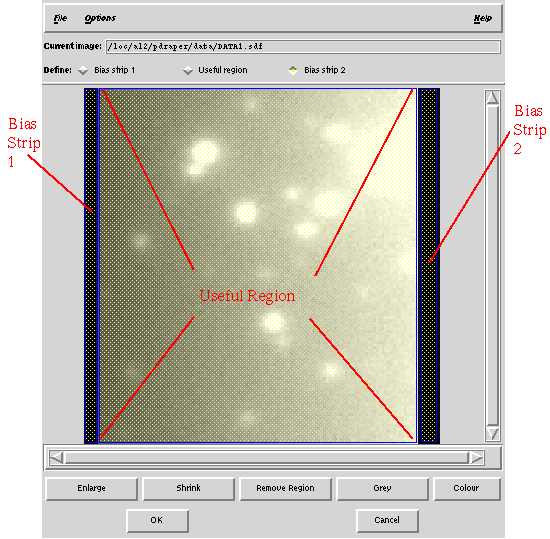 File Options Help
Current image: /loc/al2/pdraper/data/DATA1.sdf
Define: Bias strip 1 Useful region Bias strip 2
Bias
Strip
1
Bias
Strip
2
Useful Region
Enlarge Shrink Remove Region Grey Colour
OK Cancel